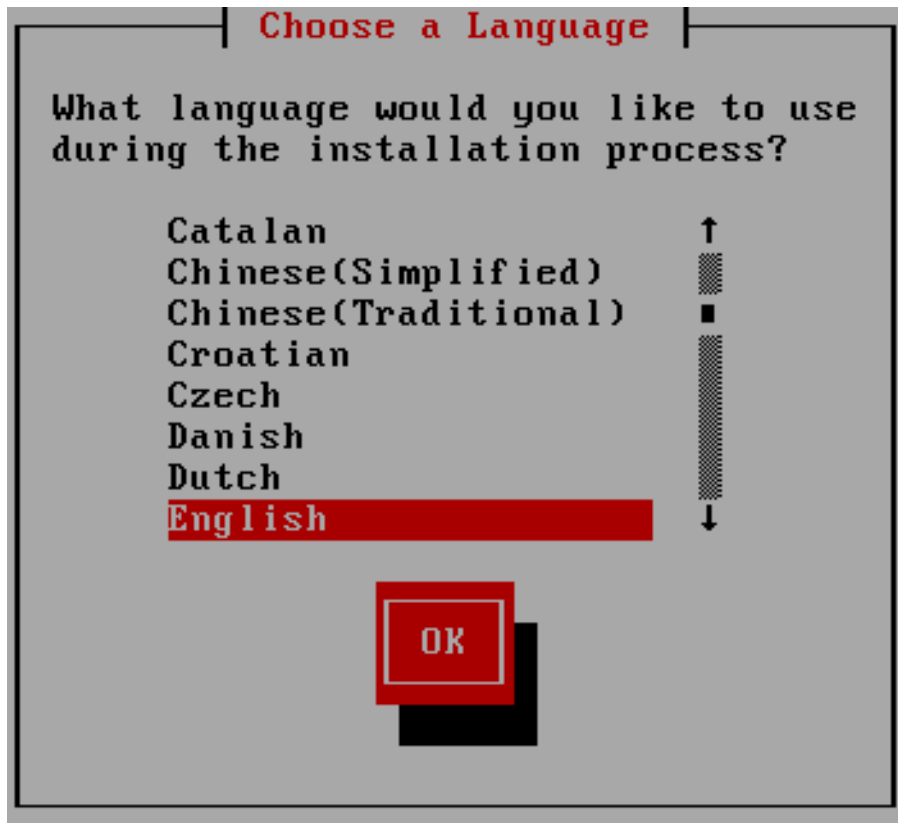 Choose a Language
What language would you like to use
during the installation process?
Catalan
Chinese(Simplified)
Chinese(Traditional)
Croatian
Czech
Danish
Dutch
English
OK